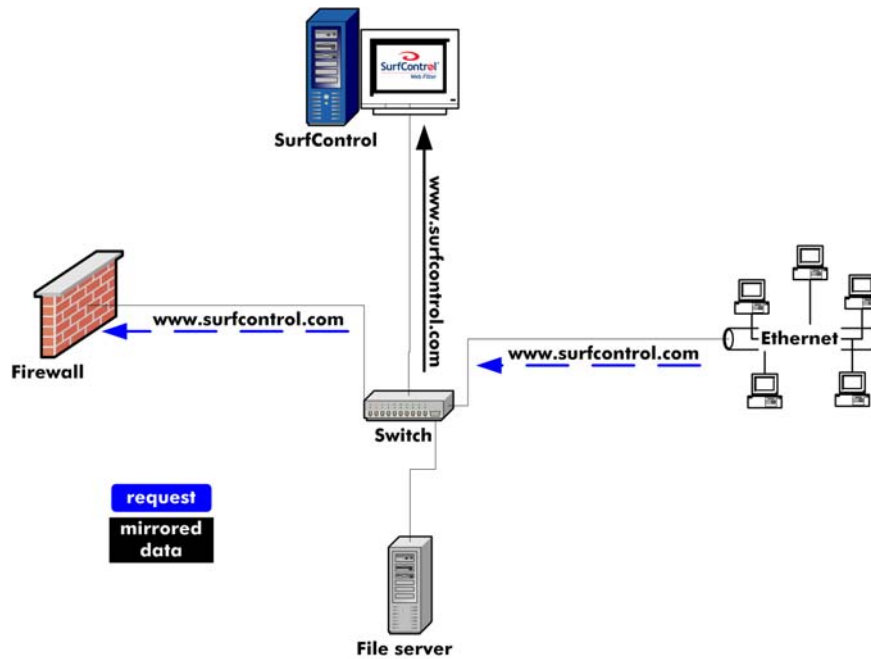 SurfControl
Web Filter
SurfControl
www.surfcontrol.com
www.surfcontrol.com
Firewall
www.surfcontrol.com
Ethernet
Switch
request
mirrored
data
File server